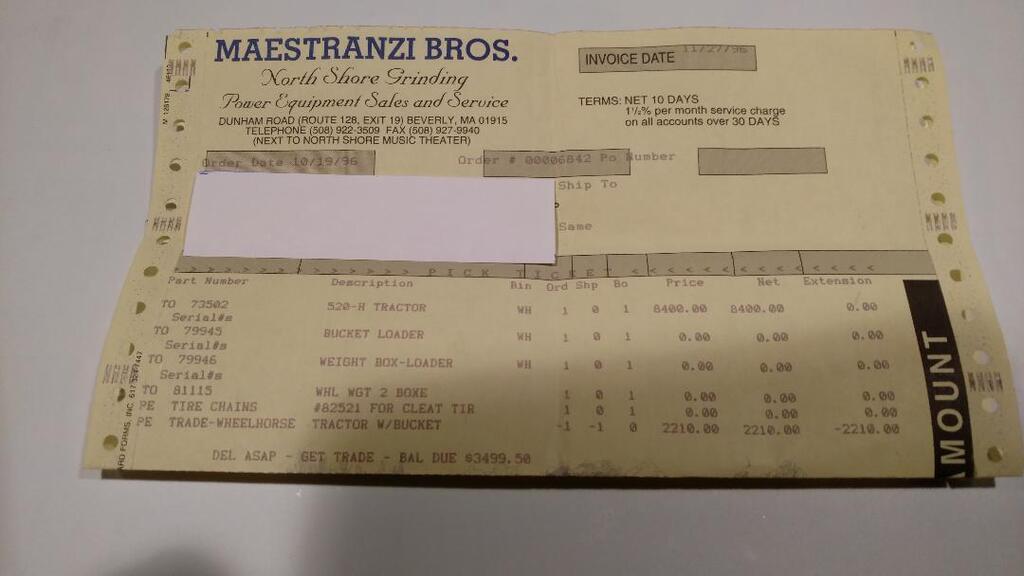 MAESTRANZI BROS.
North Shore Grinding
Power Equipment Sales and Service
DUNHAM ROAD (ROUTE 128, EXIT 19) BEVERLY, MA 01915
TELEPHONE (508) 922-3509 FAX (508) 927-9940
(NEXT TO NORTH SHORE MUSIC THEATER)
INVOICE DATE 11/27/96
TERMS: NET 10 DAYS
1½% per month service charge
on all accounts over 30 DAYS
Order Date 10/19/96 Order # 00006842 Po Number
Ship To
Same
> > > > > > > PICK TICKET < < < < < < < < < < <
Part Number Description Bin Ord Shp Bo Price Net Extension
TO 73502 520-H TRACTOR WH 1 0 1 8400.00 8400.00 0.00
Serial#s
TO 79945 BUCKET LOADER WH 1 0 1 0.00 0.00 0.00
Serial#s
TO 79946 WEIGHT BOX-LOADER WH 1 0 1 0.00 0.00 0.00
Serial#s
TO 81115 WHL WGT 2 BOXE 1 0 1 0.00 0.00 0.00
PE TIRE CHAINS #82521 FOR CLEAT TIR 1 0 1 0.00 0.00 0.00
PE TRADE-WHEELHORSE TRACTOR W/BUCKET -1 -1 0 2210.00 2210.00 -2210.00
DEL ASAP - GET TRADE - BAL DUE $3499.50
AMOUNT